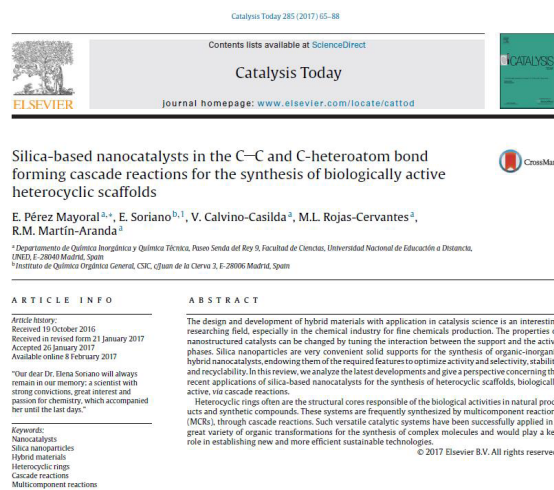 Catalysis Today 285 (2017) 65–88
Contents lists available at ScienceDirect
Catalysis Today
journal homepage: www.elsevier.com/locate/cattod
ELSEVIER
CATALYSIS
Silica-based nanocatalysts in the C—C and C-heteroatom bond
forming cascade reactions for the synthesis of biologically active
heterocyclic scaffolds
CrossMar
E. Pérez Mayoral a,*, E. Soriano b,1, V. Calvino-Casilda a, M.L. Rojas-Cervantes a,
R.M. Martín-Aranda a
a Departamento de Química Inorgánica y Química Técnica, Paseo Senda del Rey 9, Facultad de Ciencias, Universidad Nacional de Educación a Distancia,
UNED, E-28040 Madrid, Spain
b Instituto de Química Orgánica General, CSIC, c/Juan de la Cierva 3, E-28006 Madrid, Spain
ARTICLE INFO
Article history:
Received 19 October 2016
Received in revised form 21 January 2017
Accepted 26 January 2017
Available online 8 February 2017
"Our dear Dr. Elena Soriano will always
remain in our memory; a scientist with
strong convictions, great interest and
passion for chemistry, which accompanied
her until the last days."
Keywords:
Nanocatalysts
Silica nanoparticles
Hybrid materials
Heterocyclic rings
Cascade reactions
Multicomponent reactions
ABSTRACT
The design and development of hybrid materials with application in catalysis science is an interestin
researching field, especially in the chemical industry for fine chemicals production. The properties o
nanostructured catalysts can be changed by tuning the interaction between the support and the activ
phases. Silica nanoparticles are very convenient solid supports for the synthesis of organic-inorgani
hybrid nanocatalysts, endowing them of the required features to optimize activity and selectivity, stabilit
and recyclability. In this review, we analyze the latest developments and give a perspective concerning th
recent applications of silica-based nanocatalysts for the synthesis of heterocyclic scaffolds, biologicall
active, via cascade reactions.
Heterocyclic rings often are the structural cores responsible of the biological activities in natural prod
ucts and synthetic compounds. These systems are frequently synthesized by multicomponent reaction
(MCRs), through cascade reactions. Such versatile catalytic systems have been successfully applied in
great variety of organic transformations for the synthesis of complex molecules and would play a ke
role in establishing new and more efficient sustainable technologies.
© 2017 Elsevier B.V. All rights reserve